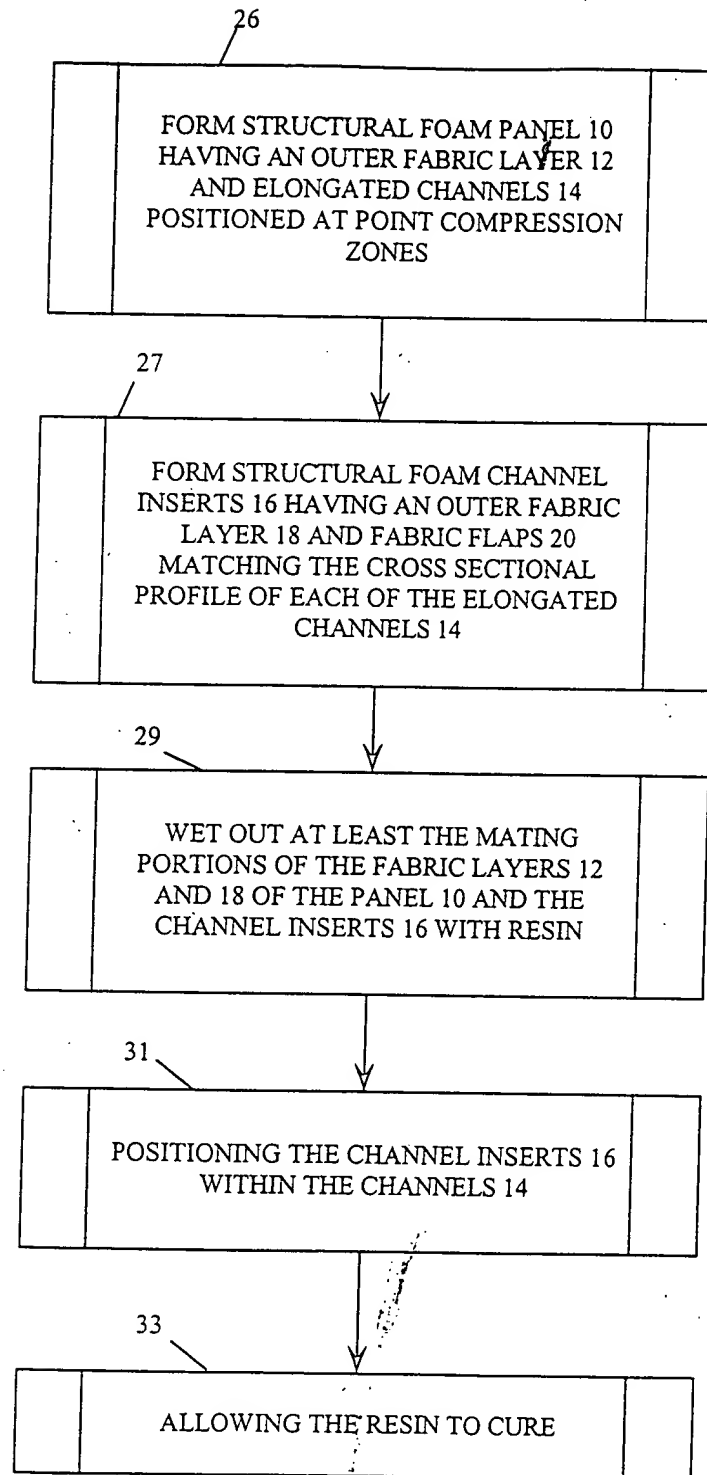 26
FORM STRUCTURAL FOAM PANEL 10
HAVING AN OUTER FABRIC LAYER 12
AND ELONGATED CHANNELS 14
POSITIONED AT POINT COMPRESSION
ZONES
27
FORM STRUCTURAL FOAM CHANNEL
INSERTS 16 HAVING AN OUTER FABRIC
LAYER 18 AND FABRIC FLAPS 20
MATCHING THE CROSS SECTIONAL
PROFILE OF EACH OF THE ELONGATED
CHANNELS 14
29
WET OUT AT LEAST THE MATING
PORTIONS OF THE FABRIC LAYERS 12
AND 18 OF THE PANEL 10 AND THE
CHANNEL INSERTS 16 WITH RESIN
31
POSITIONING THE CHANNEL INSERTS 16
WITHIN THE CHANNELS 14
33
ALLOWING THE RESIN TO CURE